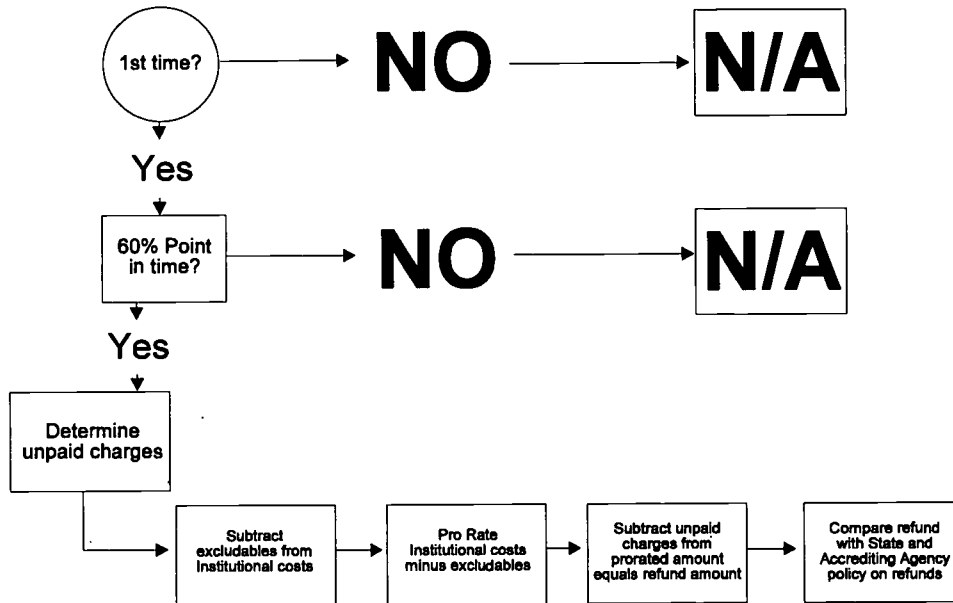 1st time?
NO
N/A
Yes
60% Point
in time?
NO
N/A
Yes
Determine
unpaid charges
Subtract
excludables from
Institutional costs
Pro Rate
Institutional costs
minus excludables
Subtract unpaid
charges from
prorated amount
equals refund amount
Compare refund
with State and
Accrediting Agency
policy on refunds